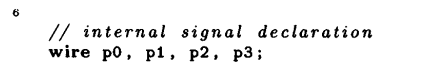 6
// internal signal declaration
wire p0, p1, p2, p3;